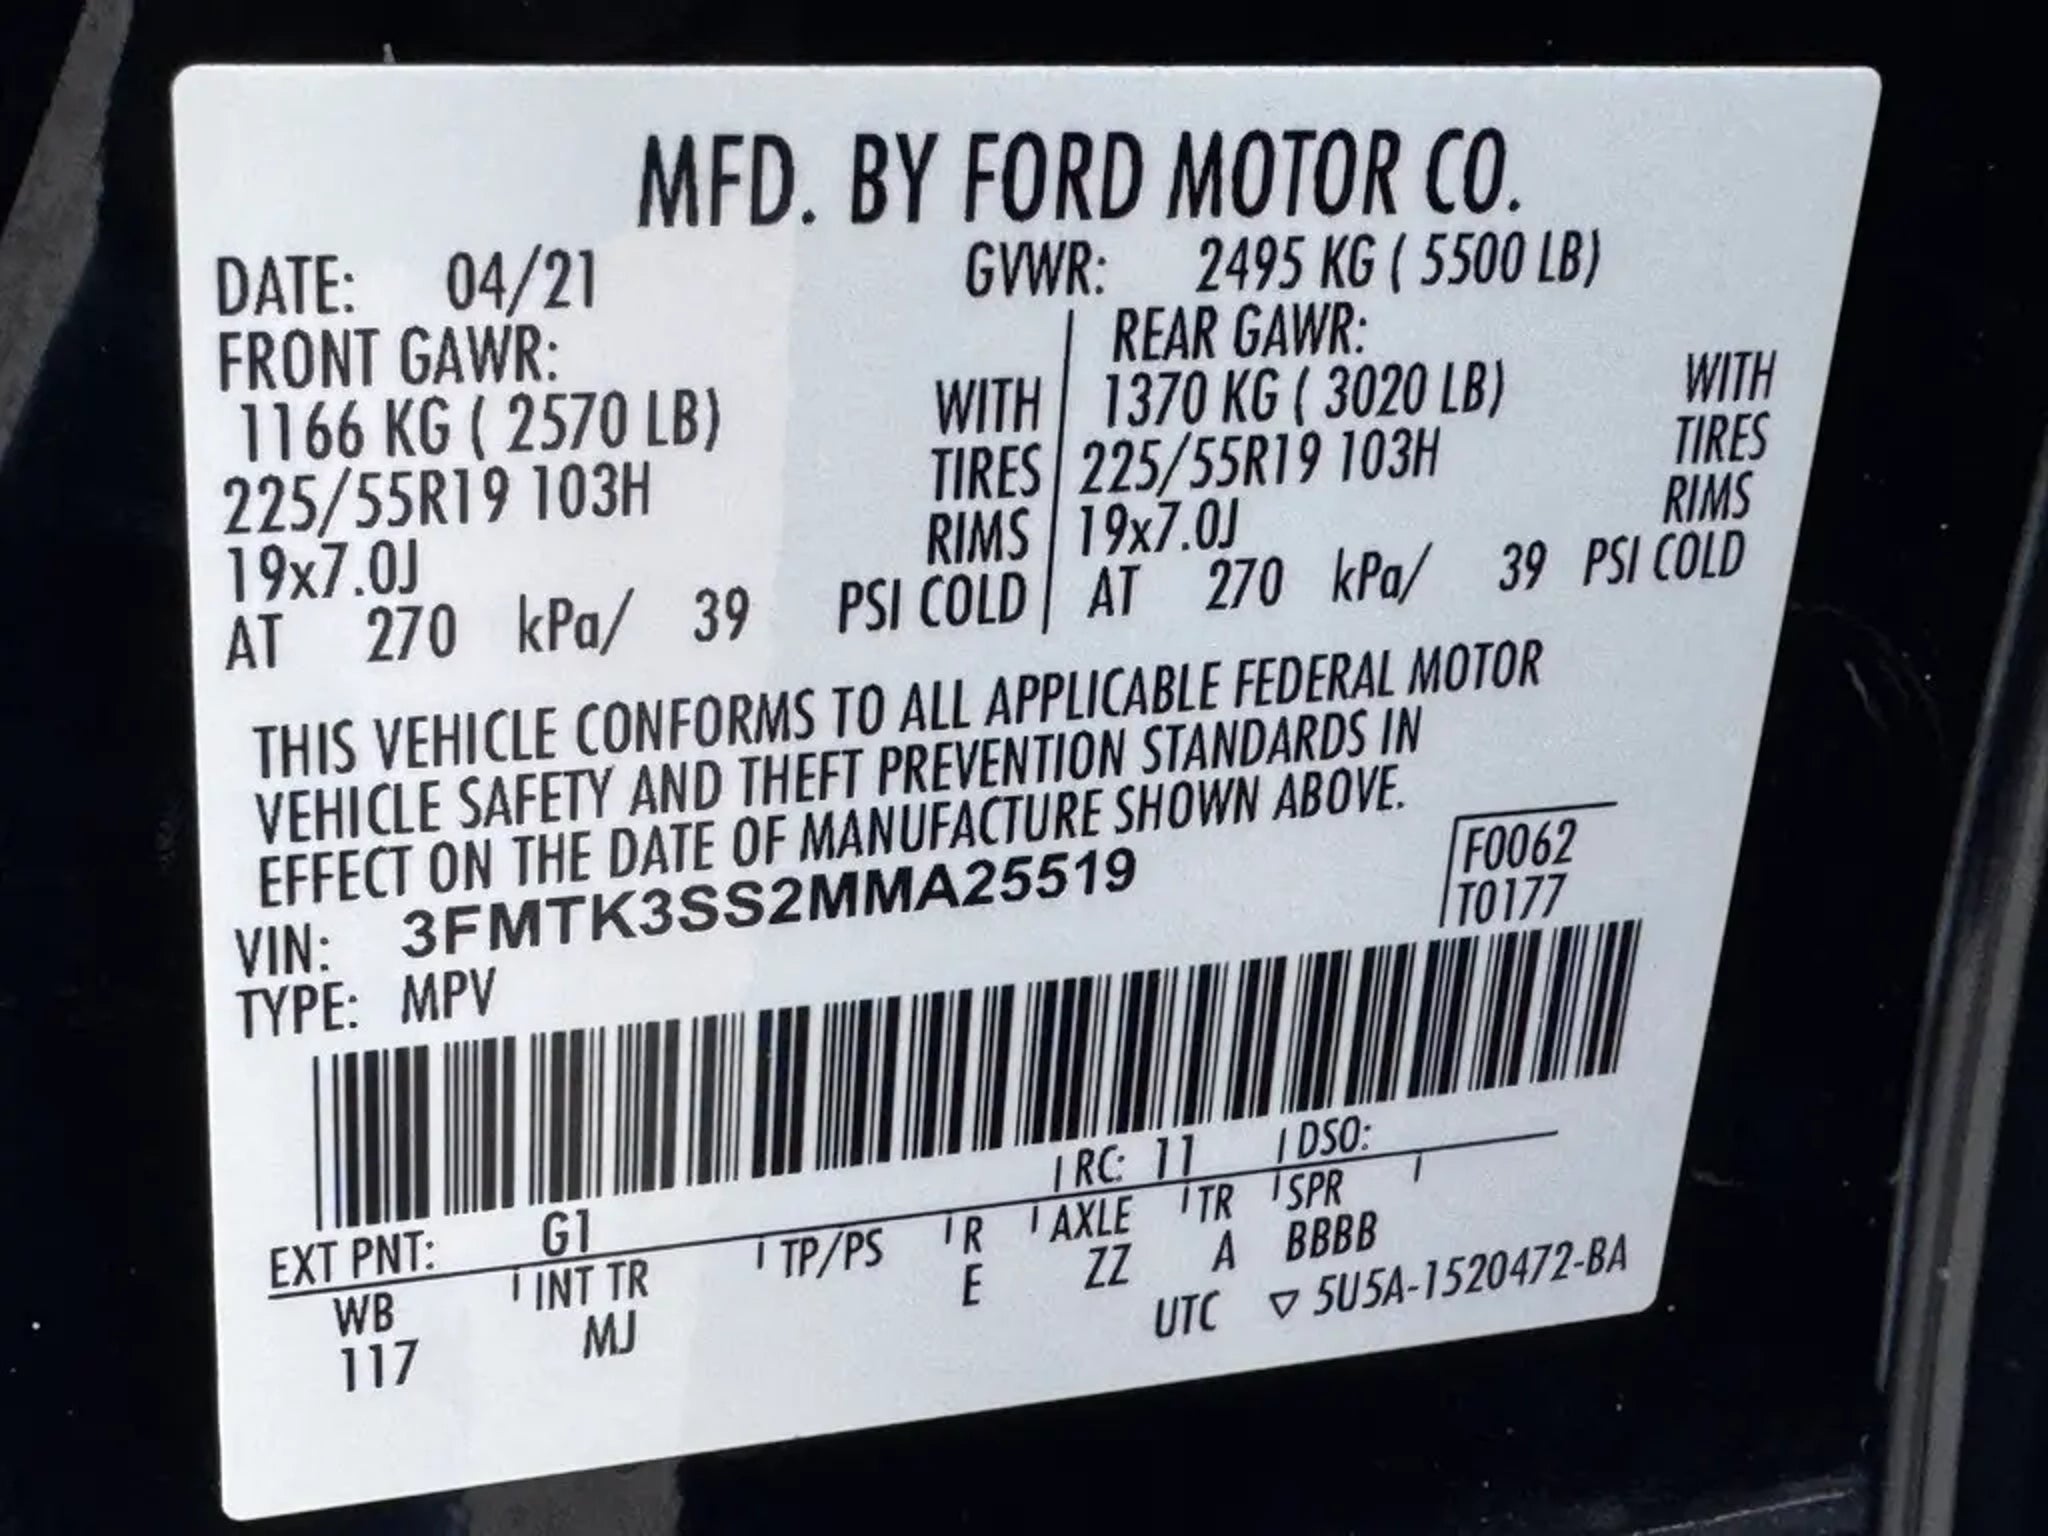 MFD. BY FORD MOTOR CO.
DATE: 04/21 GVWR: 2495 KG ( 5500 LB)
FRONT GAWR: REAR GAWR:
1166 KG ( 2570 LB) WITH 1370 KG ( 3020 LB) WITH
225/55R19 103H TIRES 225/55R19 103H TIRES
19x7.0J RIMS 19x7.0J RIMS
AT 270 kPa/ 39 PSI COLD AT 270 kPa/ 39 PSI COLD
THIS VEHICLE CONFORMS TO ALL APPLICABLE FEDERAL MOTOR
VEHICLE SAFETY AND THEFT PREVENTION STANDARDS IN
EFFECT ON THE DATE OF MANUFACTURE SHOWN ABOVE.
F0062
VIN: 3FMTK3SS2MMA25519 T0177
TYPE: MPV
EXT PNT: G1 RC: 11 DSO:
WB INT TR TP/PS R AXLE TR SPR
117 MJ E ZZ A BBBB
UTC ▽ 5U5A-1520472-BA